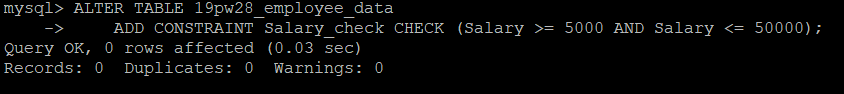 mysql> ALTER TABLE 19pw28_employee_data
    ->     ADD CONSTRAINT Salary_check CHECK (Salary >= 5000 AND Salary <= 50000);
Query OK, 0 rows affected (0.03 sec)
Records: 0  Duplicates: 0  Warnings: 0